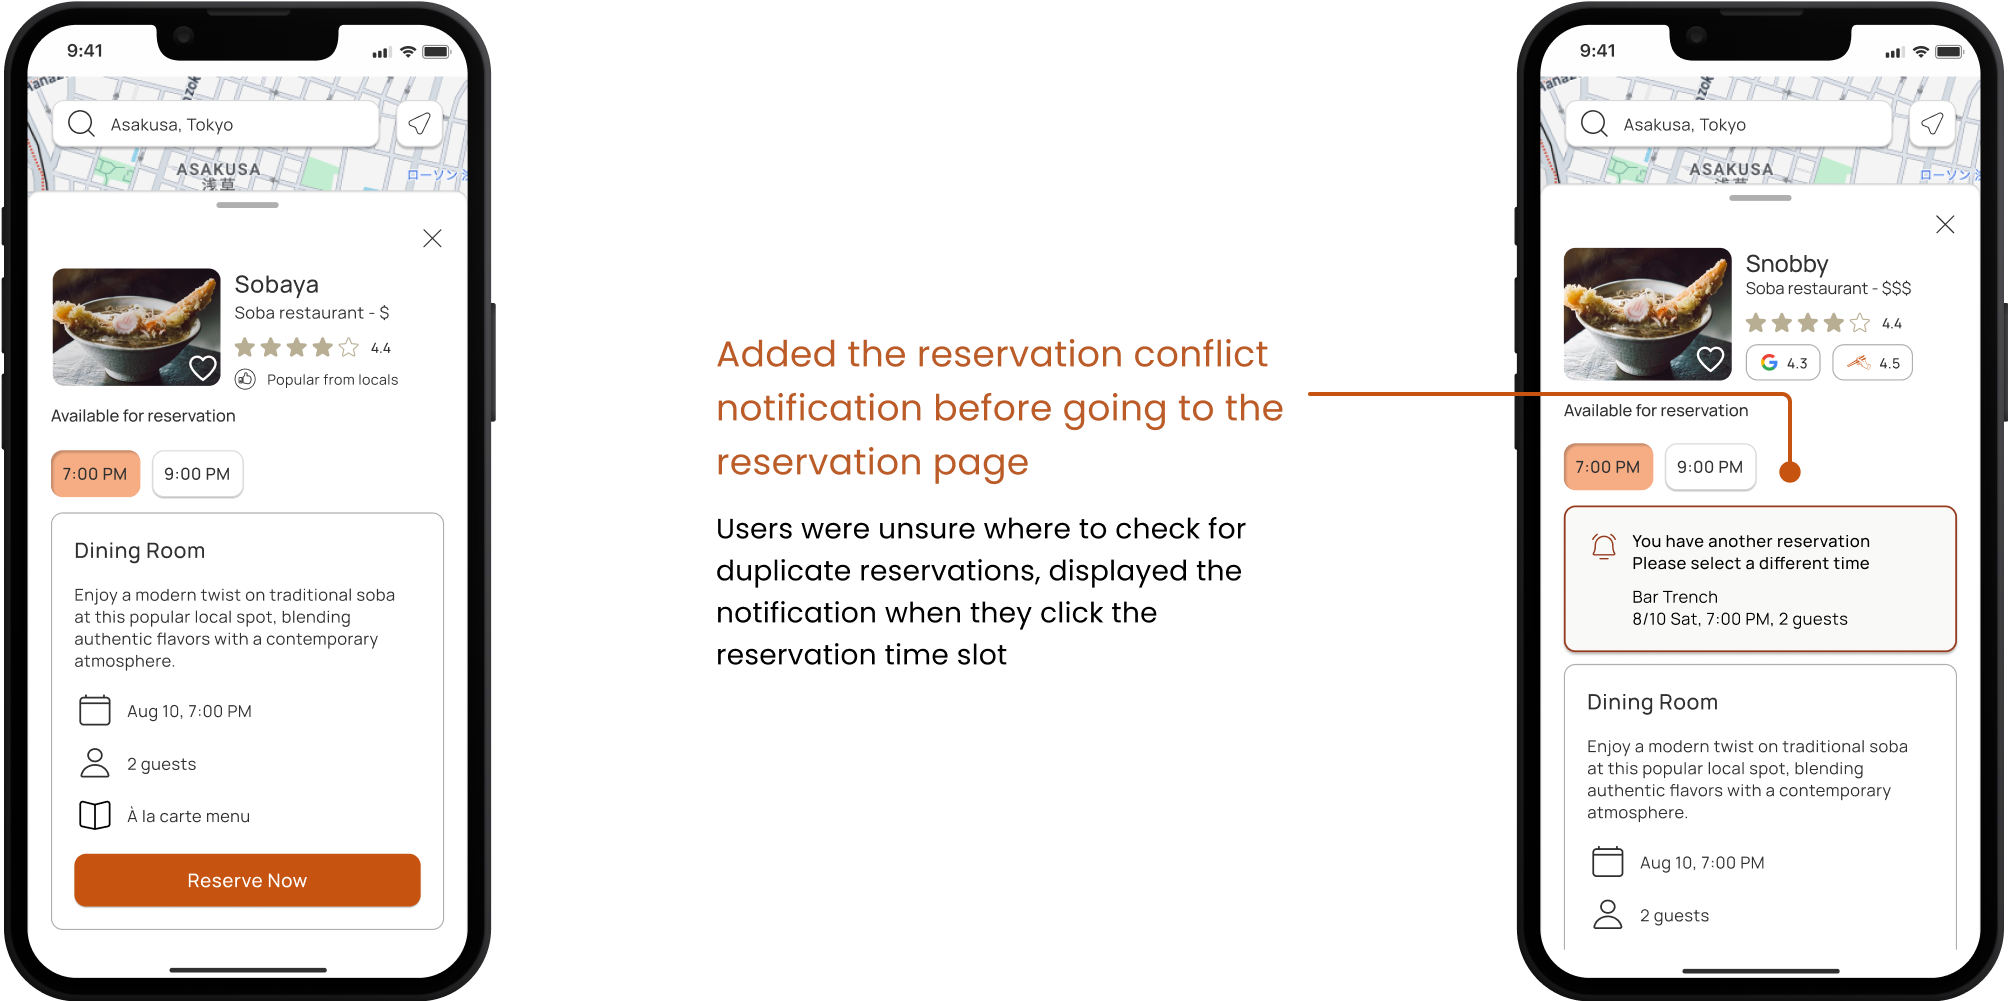 9:41
Asakusa, Tokyo
ASAKUSA
浅草
ローソン
Sobaya
Soba restaurant - $
4.4
Popular from locals
Available for reservation
7:00 PM
9:00 PM
Dining Room
Enjoy a modern twist on traditional soba
at this popular local spot, blending
authentic flavors with a contemporary
atmosphere.
Aug 10, 7:00 PM
2 guests
À la carte menu
Reserve Now
Added the reservation conflict
notification before going to the
reservation page
Users were unsure where to check for
duplicate reservations, displayed the
notification when they click the
reservation time slot
9:41
Asakusa, Tokyo
ASAKUSA
浅草
ローソン
Snobby
Soba restaurant - $$$
4.4
4.3
4.5
Available for reservation
7:00 PM
9:00 PM
You have another reservation
Please select a different time
Bar Trench
8/10 Sat, 7:00 PM, 2 guests
Dining Room
Enjoy a modern twist on traditional soba
at this popular local spot, blending
authentic flavors with a contemporary
atmosphere.
Aug 10, 7:00 PM
2 guests